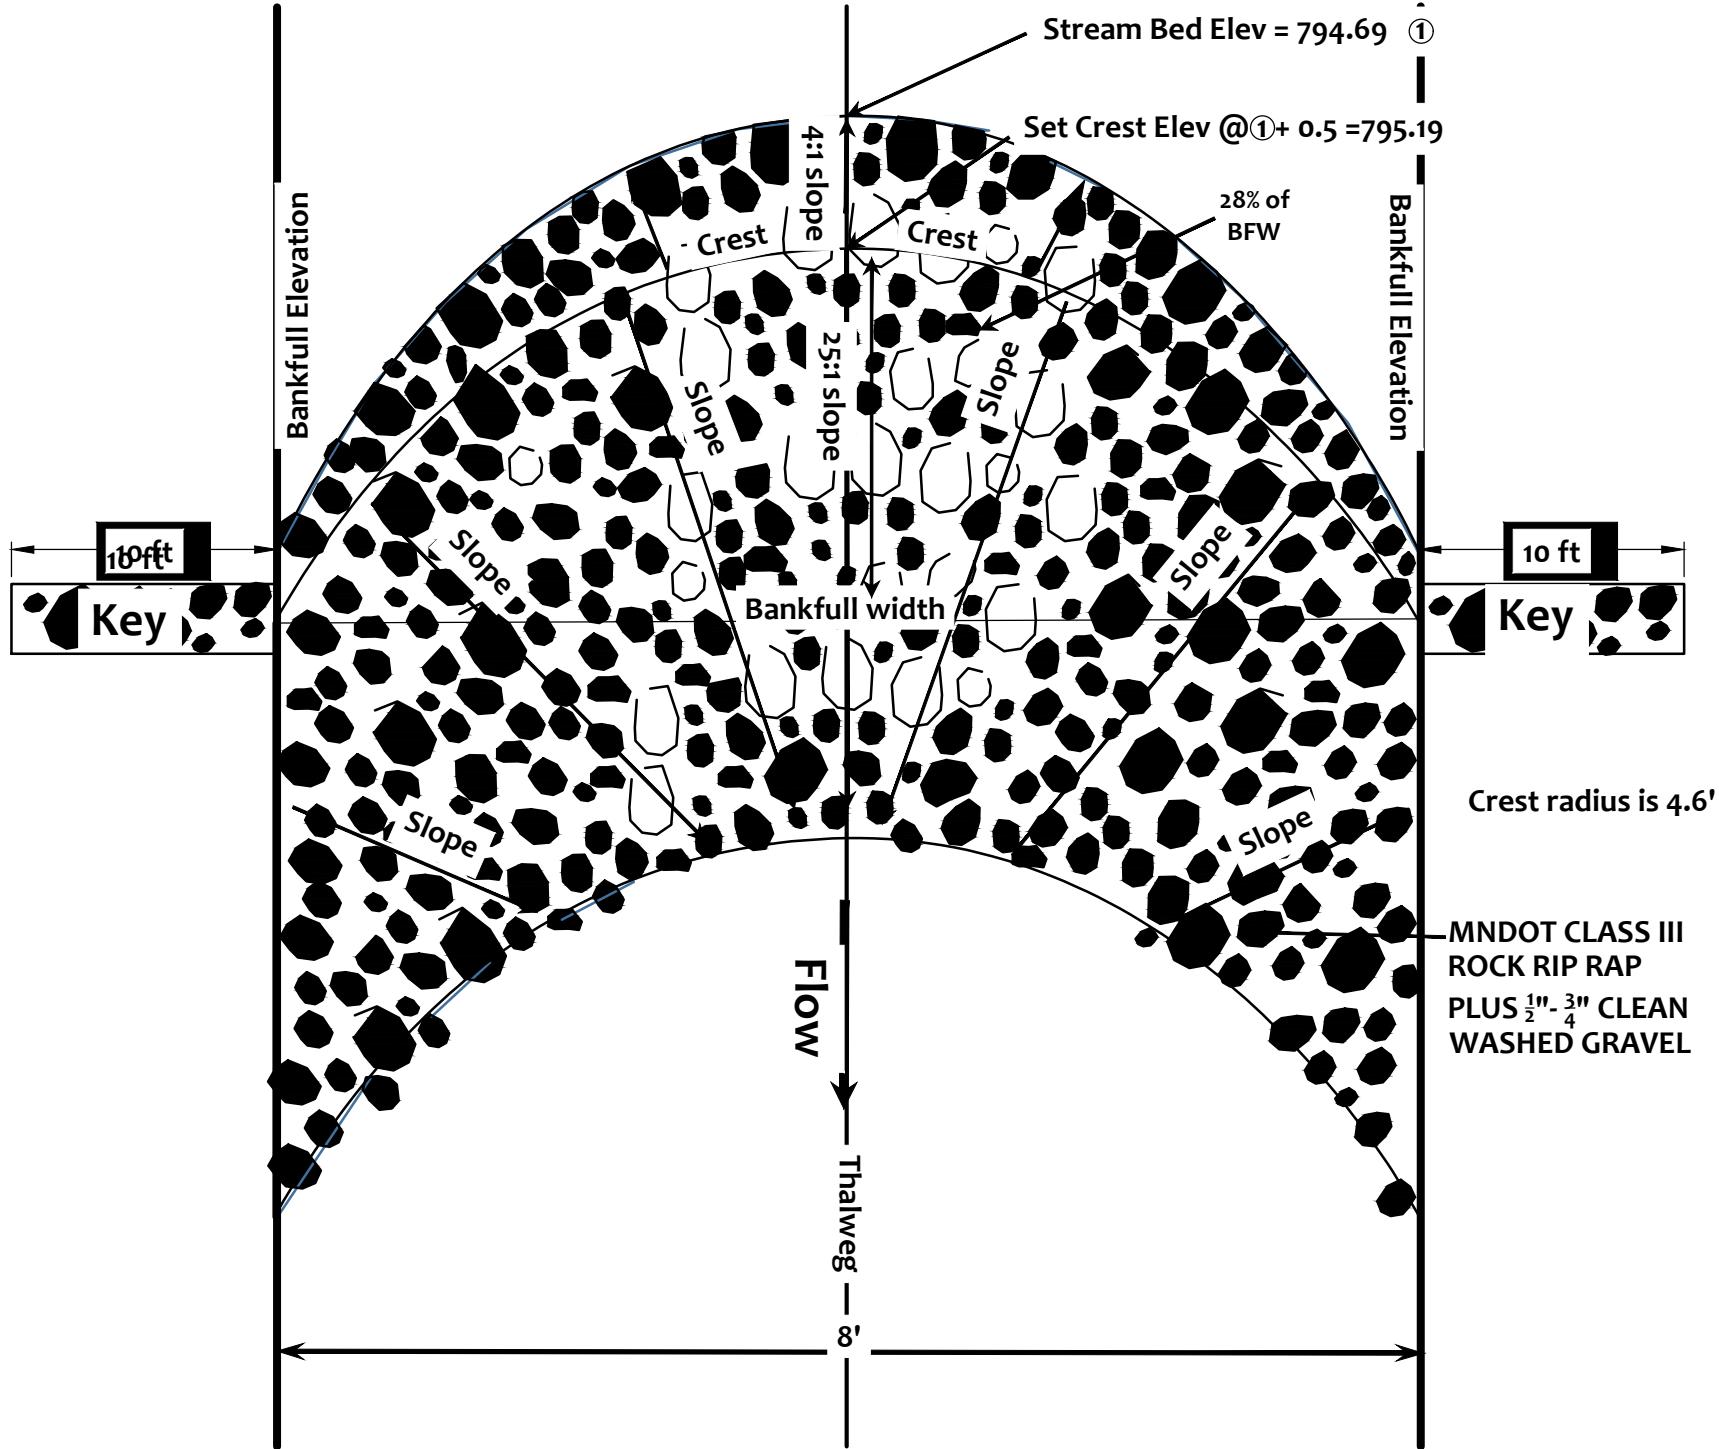 Stream Bed Elev = 794.69 ①
Set Crest Elev @①+ 0.5 =795.19
28% of
BFW
4:1 slope
- Crest
Crest
Bankfull Elevation
Bankfull Elevation
25:1 slope
Slope
Slope
Slope
Slope
10 ft
10 ft
Key
Bankfull width
Key
Slope
Slope
Crest radius is 4.6'
MNDOT CLASS III
ROCK RIP RAP
PLUS ½"- ¾" CLEAN
WASHED GRAVEL
Flow
Thalweg
8'